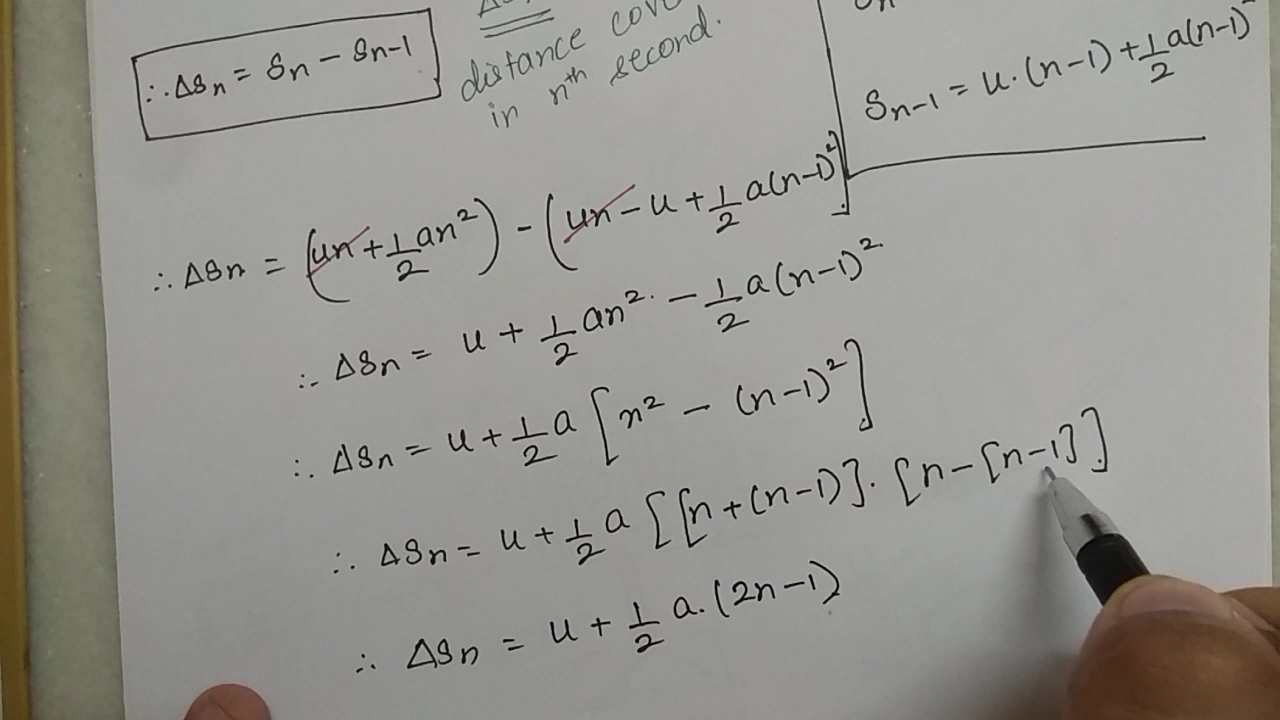 ∴ΔSn = Sn − Sn-1
distance
in nth second.
Sn−1 = u·(n−1) + 1/2 a(n−1)
∴ ΔSn = (un + 1/2 an²) − (un − u + 1/2 a(n−1)²]
∴ ΔSn = u + 1/2 an² − 1/2 a(n−1)²
∴ ΔSn = u + 1/2 a [n² − (n−1)²]
∴ ΔSn = u + 1/2 a [[n + (n−1)]· [n − [n−1]]
∴ ΔSn = u + 1/2 a·(2n−1)